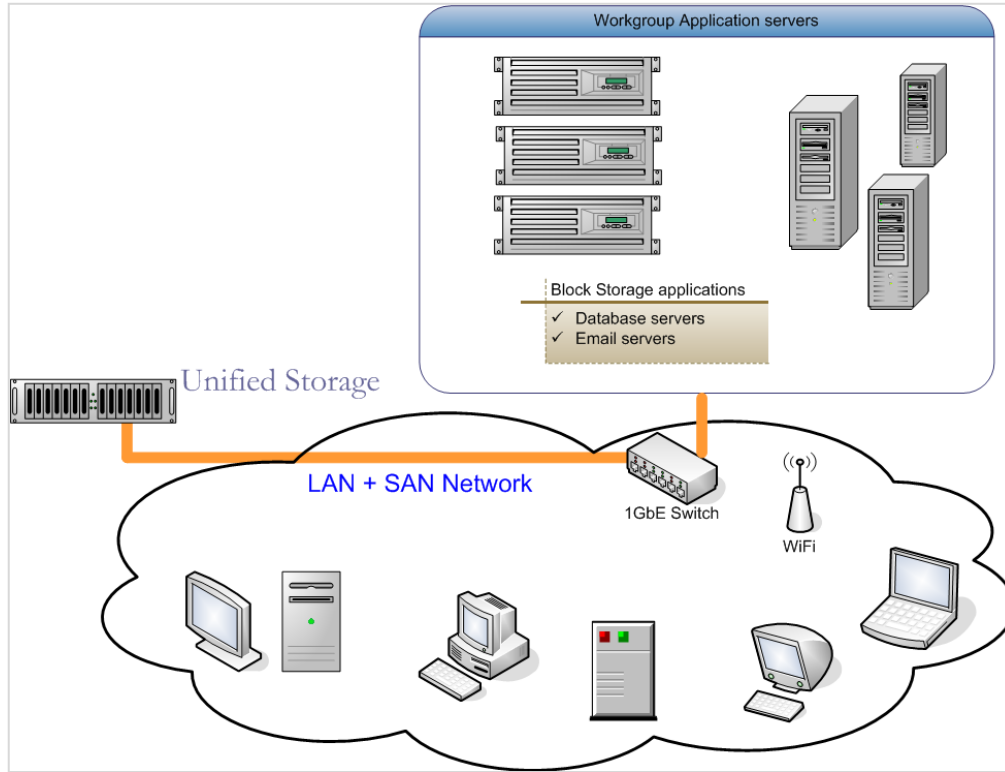 Workgroup Application servers
Block Storage applications
✓ Database servers
✓ Email servers
Unified Storage
LAN + SAN Network
1GbE Switch
WiFi